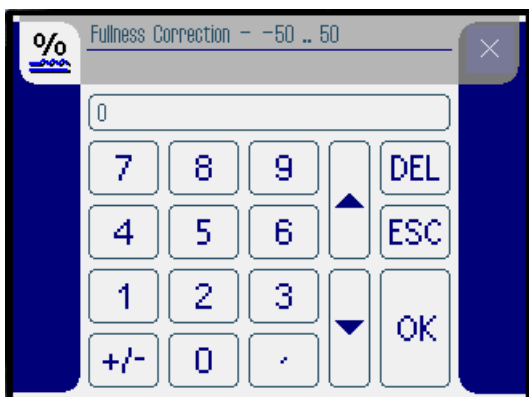 %
Fullness Correction - -50 .. 50
0
7 8 9 DEL
4 5 6 ESC
1 2 3
OK
+/- 0 ,